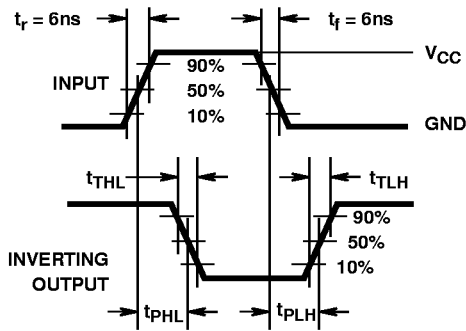 tr = 6ns
tf = 6ns
VCC
INPUT
90%
50%
10%
GND
tTHL
tTLH
INVERTING
OUTPUT
90%
50%
10%
tPHL
tPLH